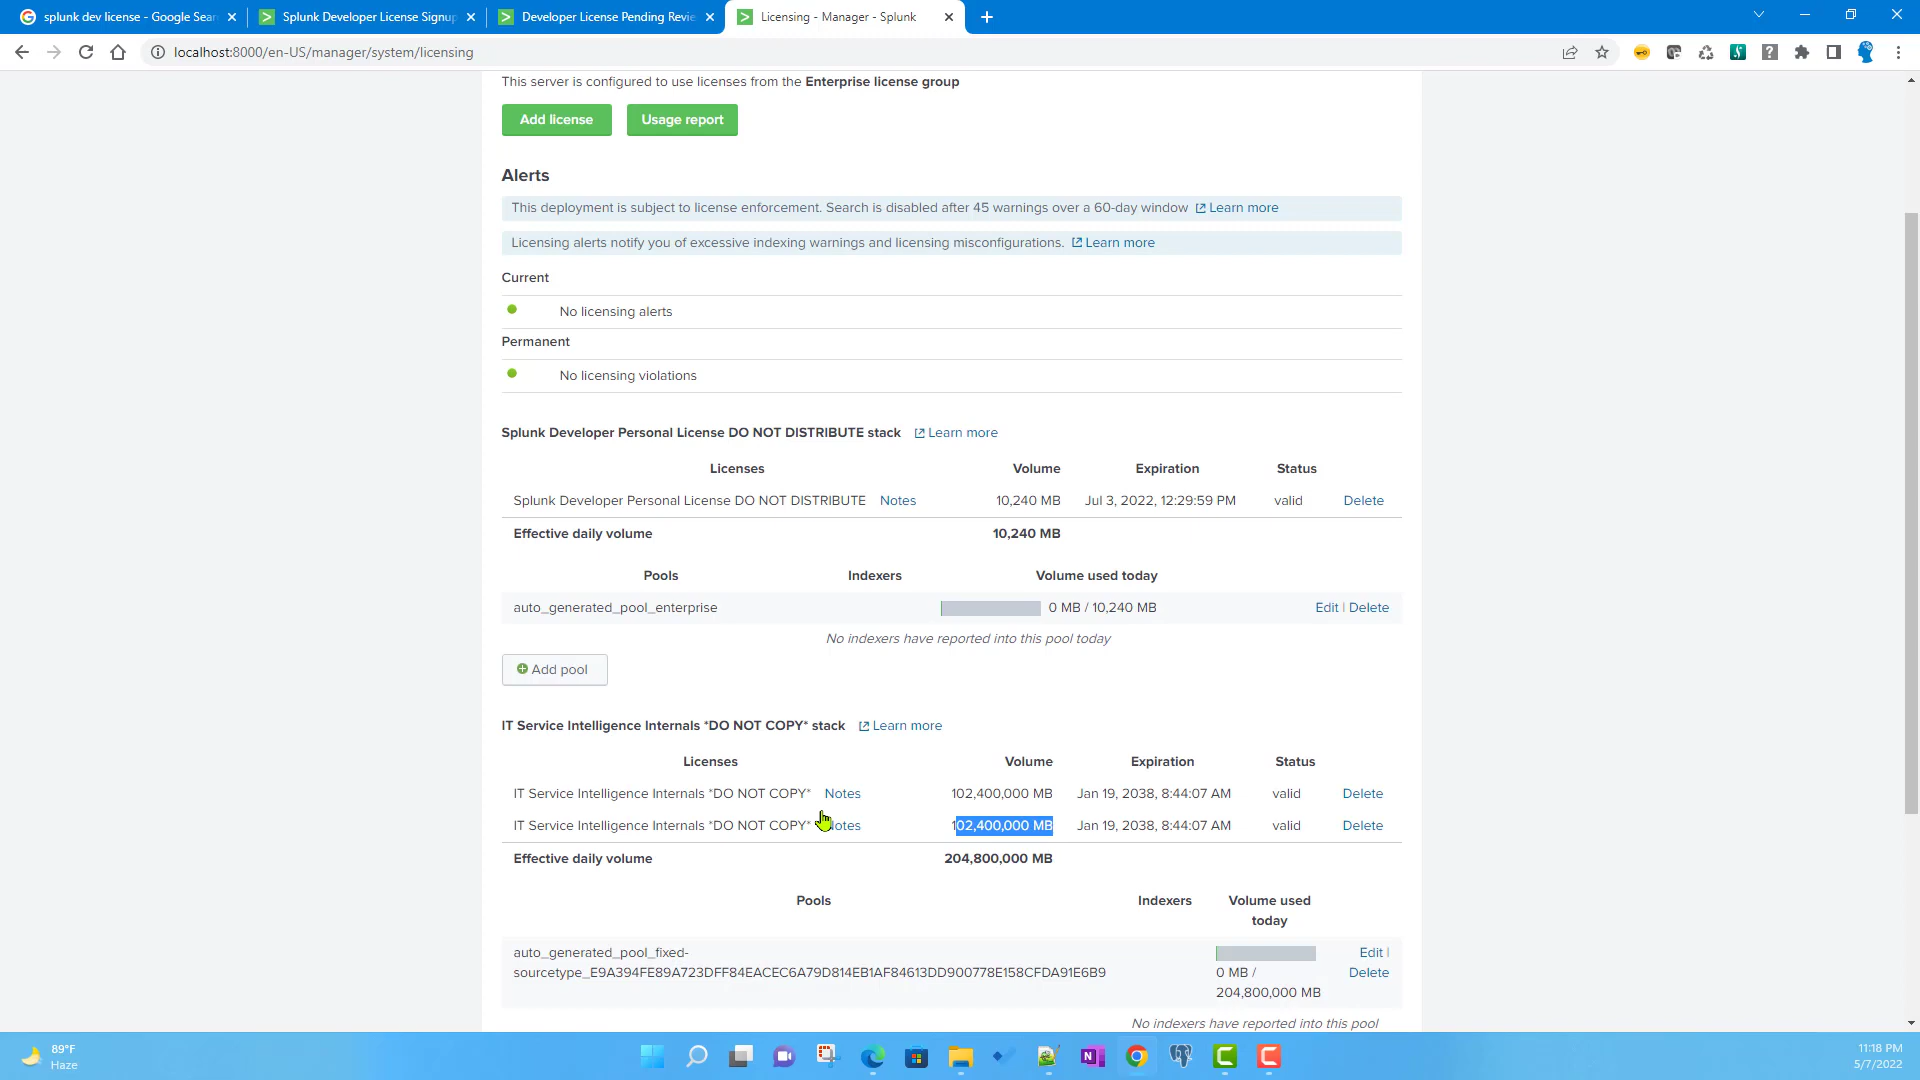 splunk dev license - Google Sear
Splunk Developer License Signup
Developer License Pending Revie
Licensing - Manager - Splunk
localhost:8000/en-US/manager/system/licensing
This server is configured to use licenses from the Enterprise license group
Add license
Usage report
Alerts
This deployment is subject to license enforcement. Search is disabled after 45 warnings over a 60-day window Learn more
Licensing alerts notify you of excessive indexing warnings and licensing misconfigurations. Learn more
Current
No licensing alerts
Permanent
No licensing violations
Splunk Developer Personal License DO NOT DISTRIBUTE stack Learn more
Licenses Volume Expiration Status
Splunk Developer Personal License DO NOT DISTRIBUTE Notes 10,240 MB Jul 3, 2022, 12:29:59 PM valid Delete
Effective daily volume 10,240 MB
Pools Indexers Volume used today
auto_generated_pool_enterprise 0 MB / 10,240 MB Edit | Delete
No indexers have reported into this pool today
Add pool
IT Service Intelligence Internals *DO NOT COPY* stack Learn more
Licenses Volume Expiration Status
IT Service Intelligence Internals *DO NOT COPY* Notes 102,400,000 MB Jan 19, 2038, 8:44:07 AM valid Delete
IT Service Intelligence Internals *DO NOT COPY* Notes 102,400,000 MB Jan 19, 2038, 8:44:07 AM valid Delete
Effective daily volume 204,800,000 MB
Pools Indexers Volume used
today
auto_generated_pool_fixed- Edit |
sourcetype_E9A394FE89A723DFF84EACEC6A79D814EB1AF84613DD900778E158CFDA91E6B9 0 MB / Delete
204,800,000 MB
No indexers have reported into this pool
89°F
Haze
11:18 PM
5/7/2022